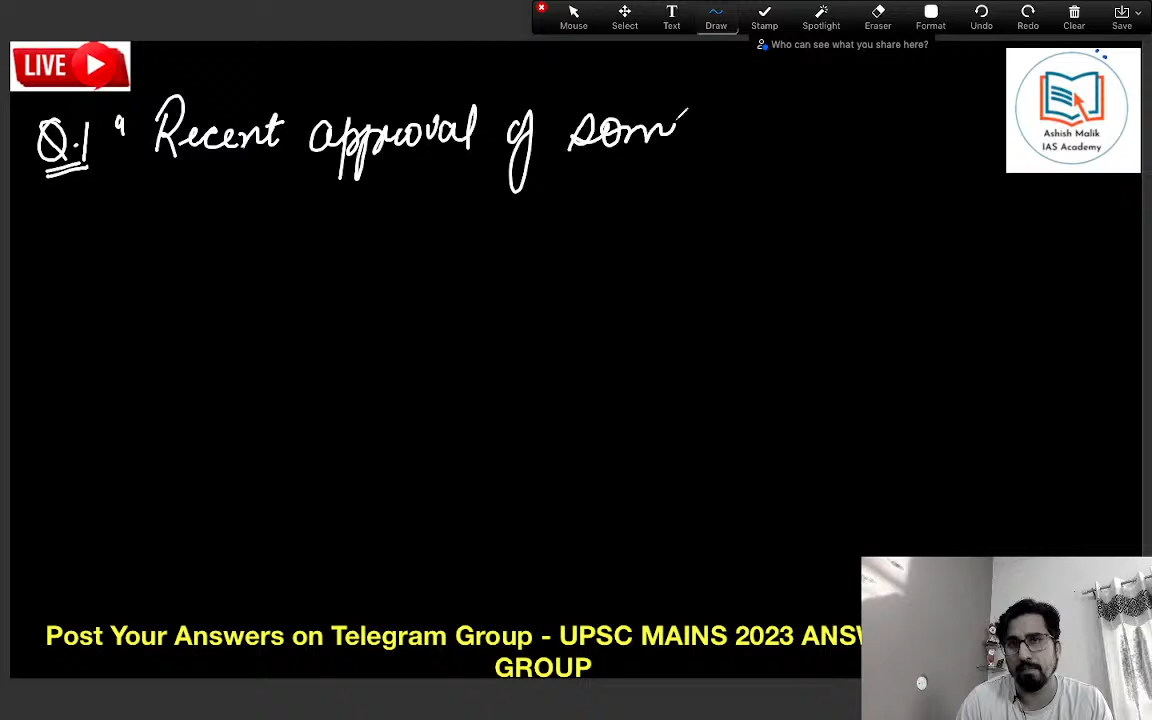 Mouse Select Text Draw Stamp Spotlight Eraser Format Undo Redo Clear Save
Who can see what you share here?
LIVE
Q.1 " Recent approval of som
Ashish Malik
IAS Academy
Post Your Answers on Telegram Group - UPSC MAINS 2023
GROUP